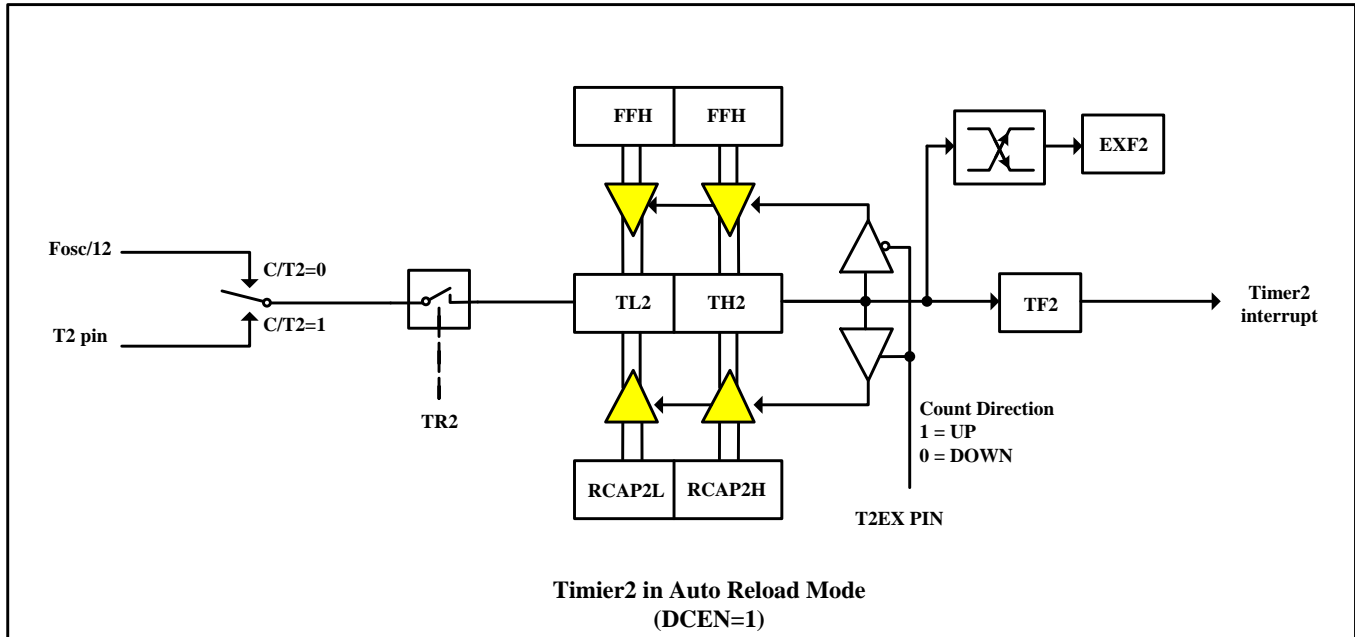 FFH FFH
EXF2
Fosc/12
C/T2=0
TL2 TH2
TF2
Timer2
interrupt
C/T2=1
T2 pin
TR2
Count Direction
1 = UP
0 = DOWN
RCAP2L RCAP2H
T2EX PIN
Timier2 in Auto Reload Mode
(DCEN=1)